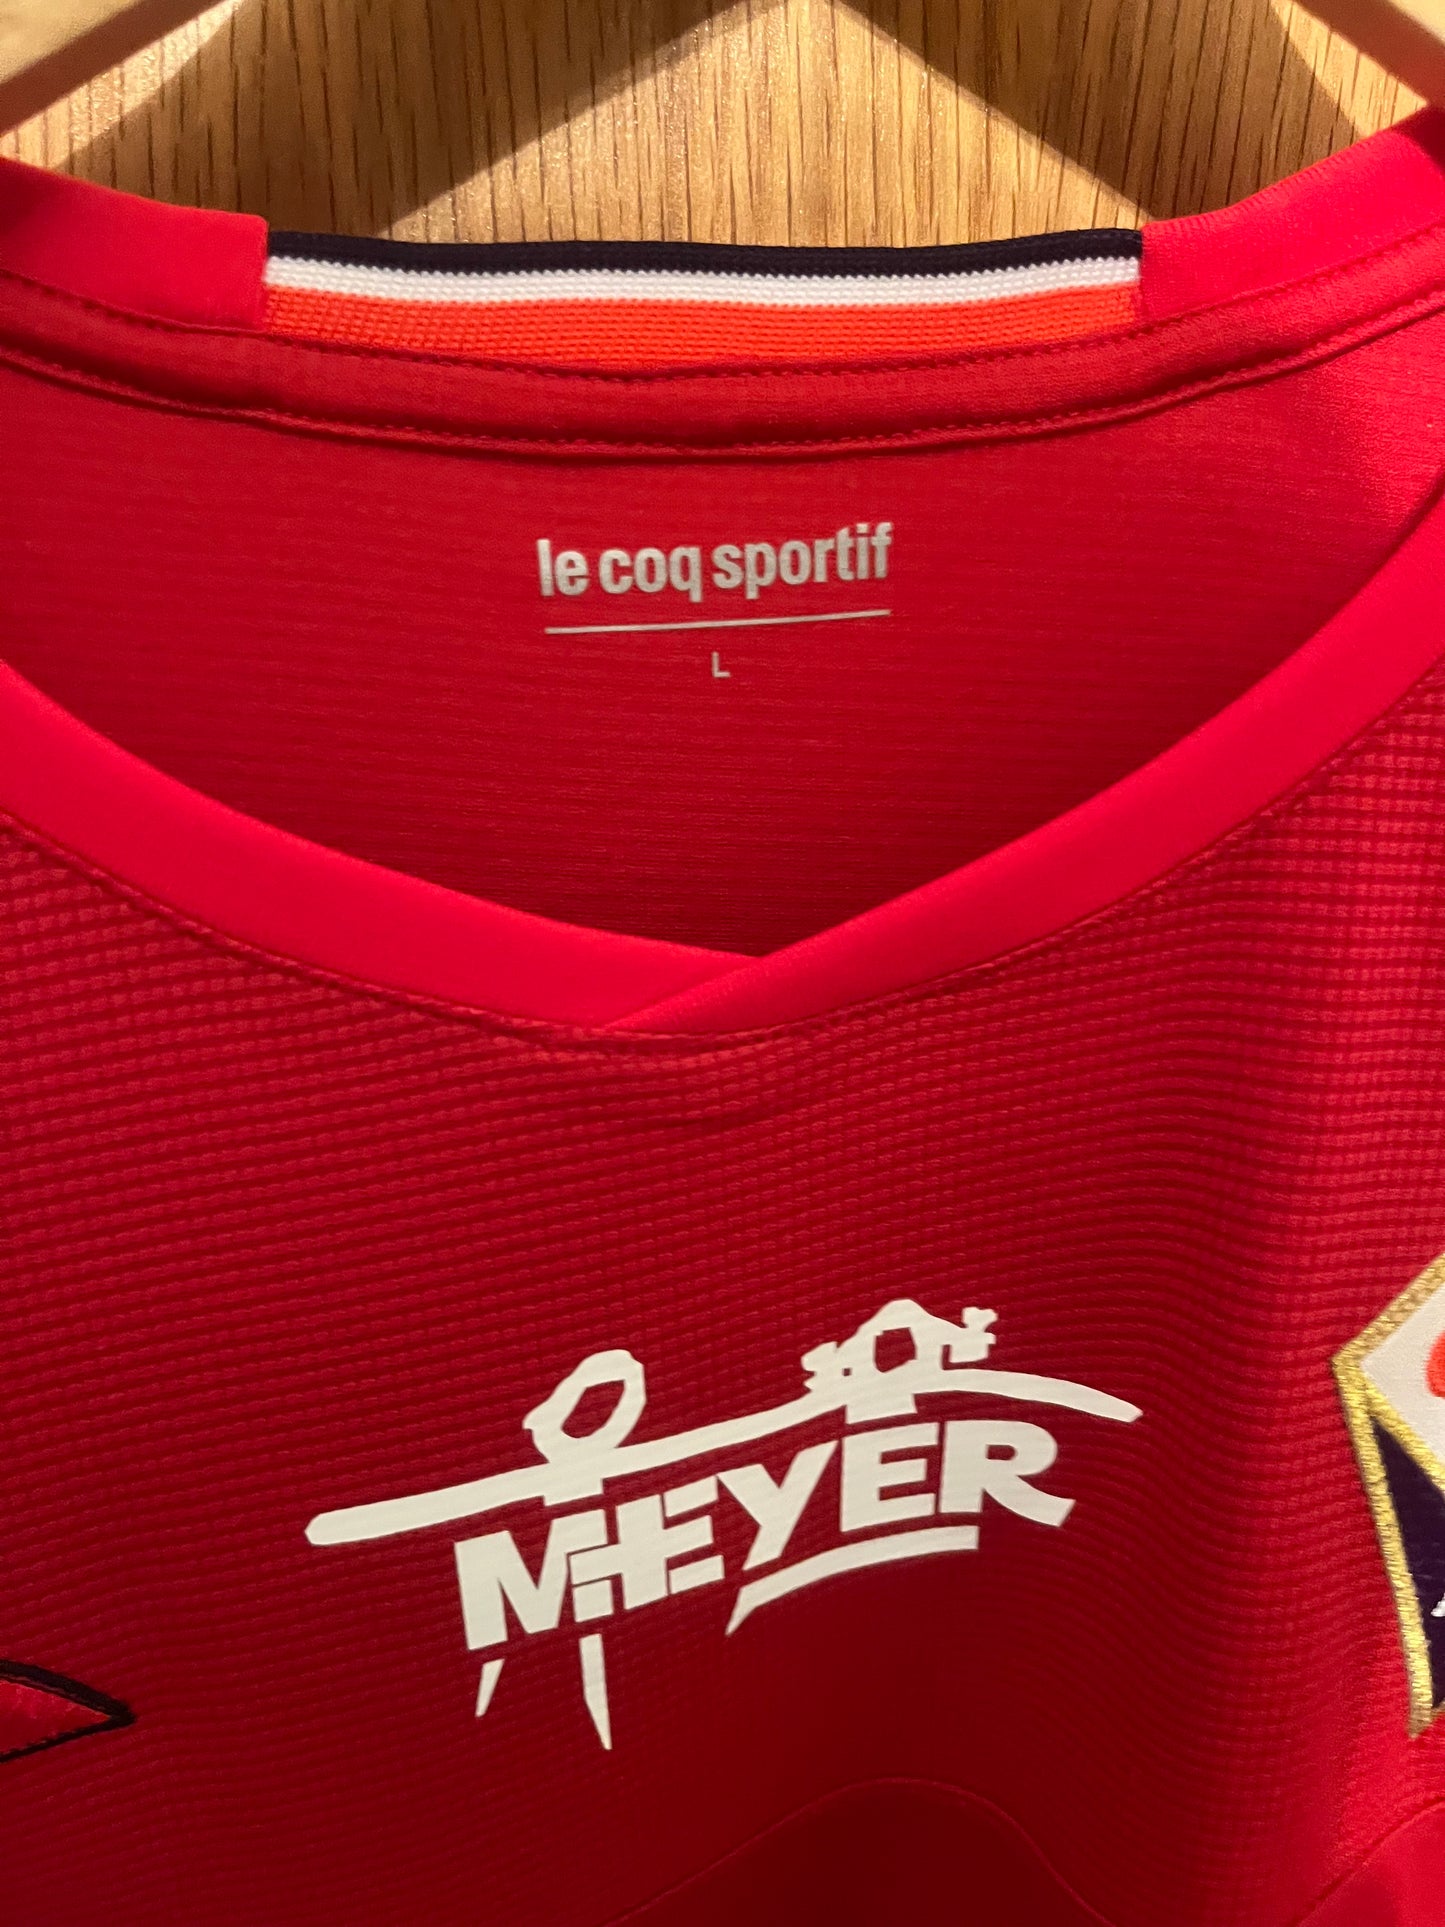 le coq sportif
L
MEYER